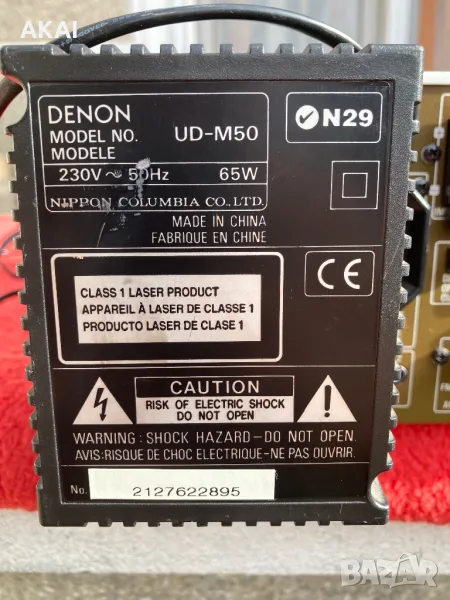 AKAI
DENON
MODEL NO. UD-M50
MODELE
230V ~ 50Hz 65W
NIPPON COLUMBIA CO., LTD.
N29
MADE IN CHINA
FABRIQUE EN CHINE
CE
CLASS 1 LASER PRODUCT
APPAREIL À LASER DE CLASSE 1
PRODUCTO LASER DE CLASE 1
CAUTION
RISK OF ELECTRIC SHOCK
DO NOT OPEN
WARNING : SHOCK HAZARD–DO NOT OPEN.
AVIS:RISQUE DE CHOC ELECTRIQUE–NE PAS OUVRIR.
No. 2127622895
BAZAR